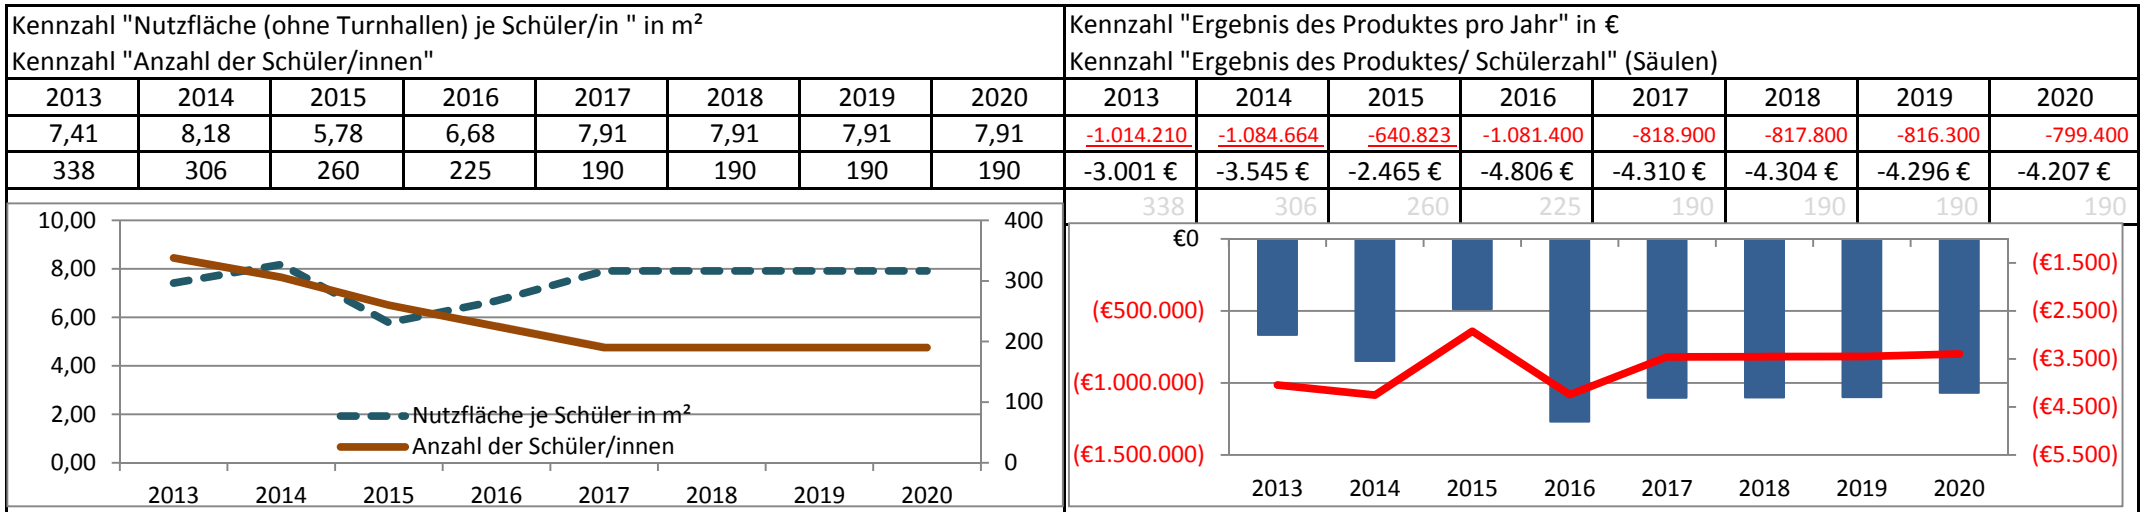 Kennzahl "Nutzfläche (ohne Turnhallen) je Schüler/in " in m²
Kennzahl "Anzahl der Schüler/innen"
2013 2014 2015 2016 2017 2018 2019 2020
7,41 8,18 5,78 6,68 7,91 7,91 7,91 7,91
338 306 260 225 190 190 190 190
10,00 400
8,00 300
6,00 200
4,00 100
2,00 0
0,00
Nutzfläche je Schüler in m²
Anzahl der Schüler/innen
2013 2014 2015 2016 2017 2018 2019 2020
Kennzahl "Ergebnis des Produktes pro Jahr" in €
Kennzahl "Ergebnis des Produktes/ Schülerzahl" (Säulen)
2013 2014 2015 2016 2017 2018 2019 2020
-1.014.210 -1.084.664 -640.823 -1.081.400 -818.900 -817.800 -816.300 -799.400
-3.001 € -3.545 € -2.465 € -4.806 € -4.310 € -4.304 € -4.296 € -4.207 €
338 306 260 225 190 190 190 190
€0 (€1.500)
(€500.000) (€2.500)
(€1.000.000) (€3.500)
(€1.500.000) (€4.500)
(€5.500)
2013 2014 2015 2016 2017 2018 2019 2020